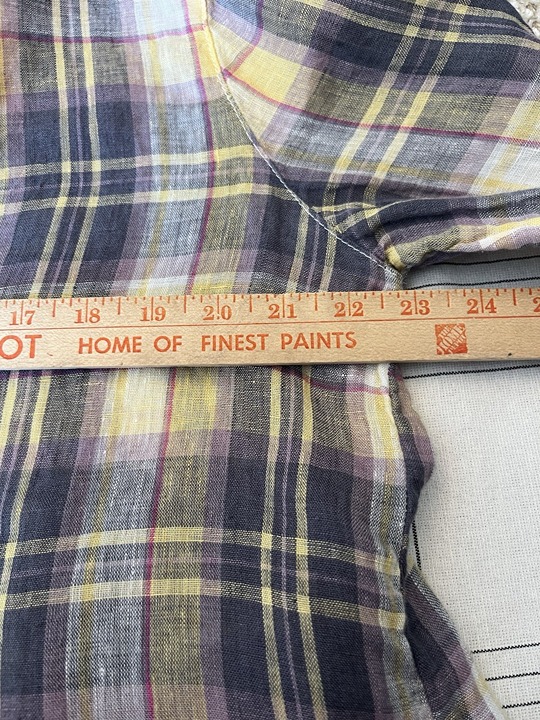 17 18 19 20 21 22 23 24
OT HOME OF FINEST PAINTS